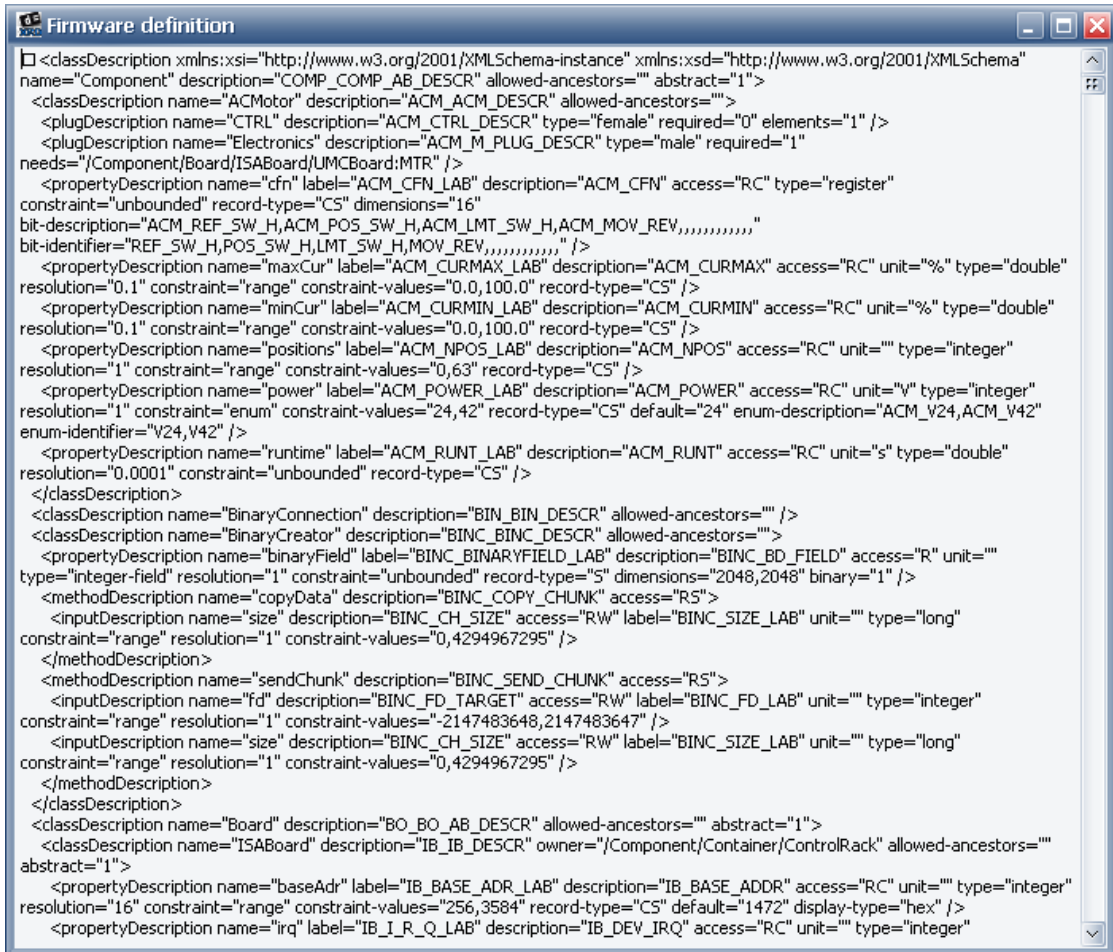 Firmware definition
<classDescription xmlns:xsi="http://www.w3.org/2001/XMLSchema-instance" xmlns:xsd="http://www.w3.org/2001/XMLSchema"
name="Component" description="COMP_COMP_AB_DESCR" allowed-ancestors="" abstract="1">
<classDescription name="ACMotor" description="ACM_ACM_DESCR" allowed-ancestors="">
<plugDescription name="CTRL" description="ACM_CTRL_DESCR" type="female" required="0" elements="1" />
<plugDescription name="Electronics" description="ACM_M_PLUG_DESCR" type="male" required="1"
needs="/Component/Board/ISABoard/UMCBoard:MTR" />
<propertyDescription name="cfn" label="ACM_CFN_LAB" description="ACM_CFN" access="RC" type="register"
constraint="unbounded" record-type="CS" dimensions="16"
bit-description="ACM_REF_SW_H,ACM_POS_SW_H,ACM_LMT_SW_H,ACM_MOV_REV,,,,,,,,,,,,"
bit-identifier="REF_SW_H,POS_SW_H,LMT_SW_H,MOV_REV,,,,,,,,,,,," />
<propertyDescription name="maxCur" label="ACM_CURMAX_LAB" description="ACM_CURMAX" access="RC" unit="%" type="double"
resolution="0.1" constraint="range" constraint-values="0.0,100.0" record-type="CS" />
<propertyDescription name="minCur" label="ACM_CURMIN_LAB" description="ACM_CURMIN" access="RC" unit="%" type="double"
resolution="0.1" constraint="range" constraint-values="0.0,100.0" record-type="CS" />
<propertyDescription name="positions" label="ACM_NPOS_LAB" description="ACM_NPOS" access="RC" unit="" type="integer"
resolution="1" constraint="range" constraint-values="0,63" record-type="CS" />
<propertyDescription name="power" label="ACM_POWER_LAB" description="ACM_POWER" access="RC" unit="V" type="integer"
resolution="1" constraint="enum" constraint-values="24,42" record-type="CS" default="24" enum-description="ACM_V24,ACM_V42"
enum-identifier="V24,V42" />
<propertyDescription name="runtime" label="ACM_RUNT_LAB" description="ACM_RUNT" access="RC" unit="s" type="double"
resolution="0.0001" constraint="unbounded" record-type="CS" />
</classDescription>
<classDescription name="BinaryConnection" description="BIN_BIN_DESCR" allowed-ancestors="" />
<classDescription name="BinaryCreator" description="BINC_BINC_DESCR" allowed-ancestors="">
<propertyDescription name="binaryField" label="BINC_BINARYFIELD_LAB" description="BINC_BD_FIELD" access="R" unit=""
type="integer-field" resolution="1" constraint="unbounded" record-type="S" dimensions="2048,2048" binary="1" />
<methodDescription name="copyData" description="BINC_COPY_CHUNK" access="RS">
<inputDescription name="size" description="BINC_CH_SIZE" access="RW" label="BINC_SIZE_LAB" unit="" type="long"
constraint="range" resolution="1" constraint-values="0,4294967295" />
</methodDescription>
<methodDescription name="sendChunk" description="BINC_SEND_CHUNK" access="RS">
<inputDescription name="fd" description="BINC_FD_TARGET" access="RW" label="BINC_FD_LAB" unit="" type="integer"
constraint="range" resolution="1" constraint-values="-2147483648,2147483647" />
<inputDescription name="size" description="BINC_CH_SIZE" access="RW" label="BINC_SIZE_LAB" unit="" type="long"
constraint="range" resolution="1" constraint-values="0,4294967295" />
</methodDescription>
</classDescription>
<classDescription name="Board" description="BO_BO_AB_DESCR" allowed-ancestors="" abstract="1">
<classDescription name="ISABoard" description="IB_IB_DESCR" owner="/Component/Container/ControlRack" allowed-ancestors=""
abstract="1">
<propertyDescription name="baseAdr" label="IB_BASE_ADR_LAB" description="IB_BASE_ADDR" access="RC" unit="" type="integer"
resolution="16" constraint="range" constraint-values="256,3584" record-type="CS" default="1472" display-type="hex" />
<propertyDescription name="irq" label="IB_I_R_Q_LAB" description="IB_DEV_IRQ" access="RC" unit="" type="integer"